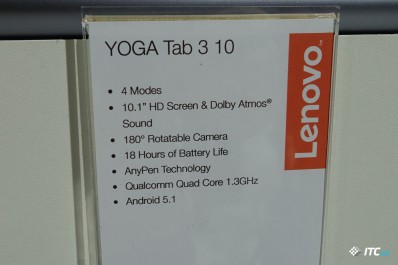 YOGA Tab 3 10
Lenovo
• 4 Modes
• 10.1" HD Screen & Dolby Atmos®
Sound
• 180° Rotatable Camera
• 18 Hours of Battery Life
• AnyPen Technology
• Qualcomm Quad Core 1.3GHz
• Android 5.1
ITC